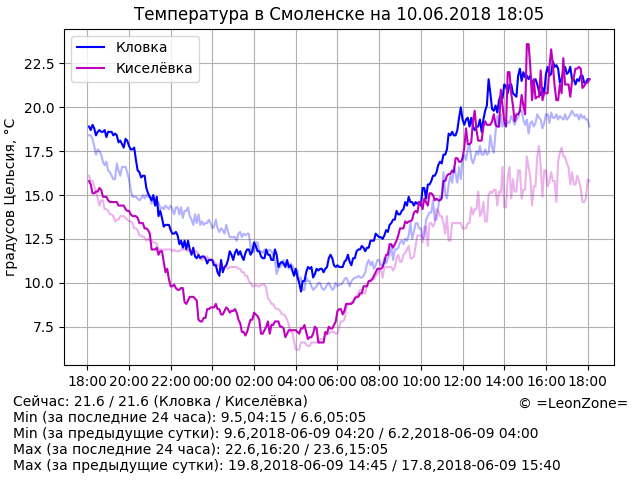 Температура в Смоленске на 10.06.2018 18:05
Кловка
Киселёвка
градусов Цельсия, °C
22.5
20.0
17.5
15.0
12.5
10.0
7.5
18:00 20:00 22:00 00:00 02:00 04:00 06:00 08:00 10:00 12:00 14:00 16:00 18:00
Сейчас: 21.6 / 21.6 (Кловка / Киселёвка)
© =LeonZone=
Min (за последние 24 часа): 9.5,04:15 / 6.6,05:05
Min (за предыдущие сутки): 9.6,2018-06-09 04:20 / 6.2,2018-06-09 04:00
Max (за последние 24 часа): 22.6,16:20 / 23.6,15:05
Max (за предыдущие сутки): 19.8,2018-06-09 14:45 / 17.8,2018-06-09 15:40